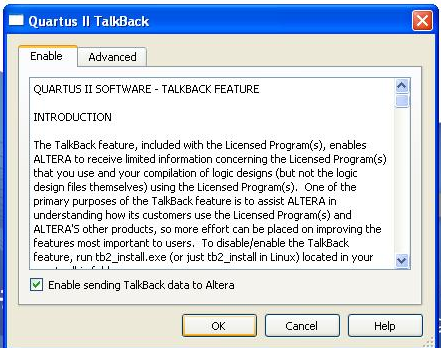 Quartus II TalkBack
Enable
Advanced
QUARTUS II SOFTWARE - TALKBACK FEATURE
INTRODUCTION
The TalkBack feature, included with the Licensed Program(s), enables
ALTERA to receive limited information concerning the Licensed Program(s)
that you use and your compilation of logic designs (but not the logic
design files themselves) using the Licensed Program(s).  One of the
primary purposes of the TalkBack feature is to assist ALTERA in
understanding how its customers use the Licensed Program(s) and
ALTERA'S other products, so more effort can be placed on improving the
features most important to users.  To disable/enable the TalkBack
feature, run tb2_install.exe (or just tb2_install in Linux) located in your
Enable sending TalkBack data to Altera
OK
Cancel
Help